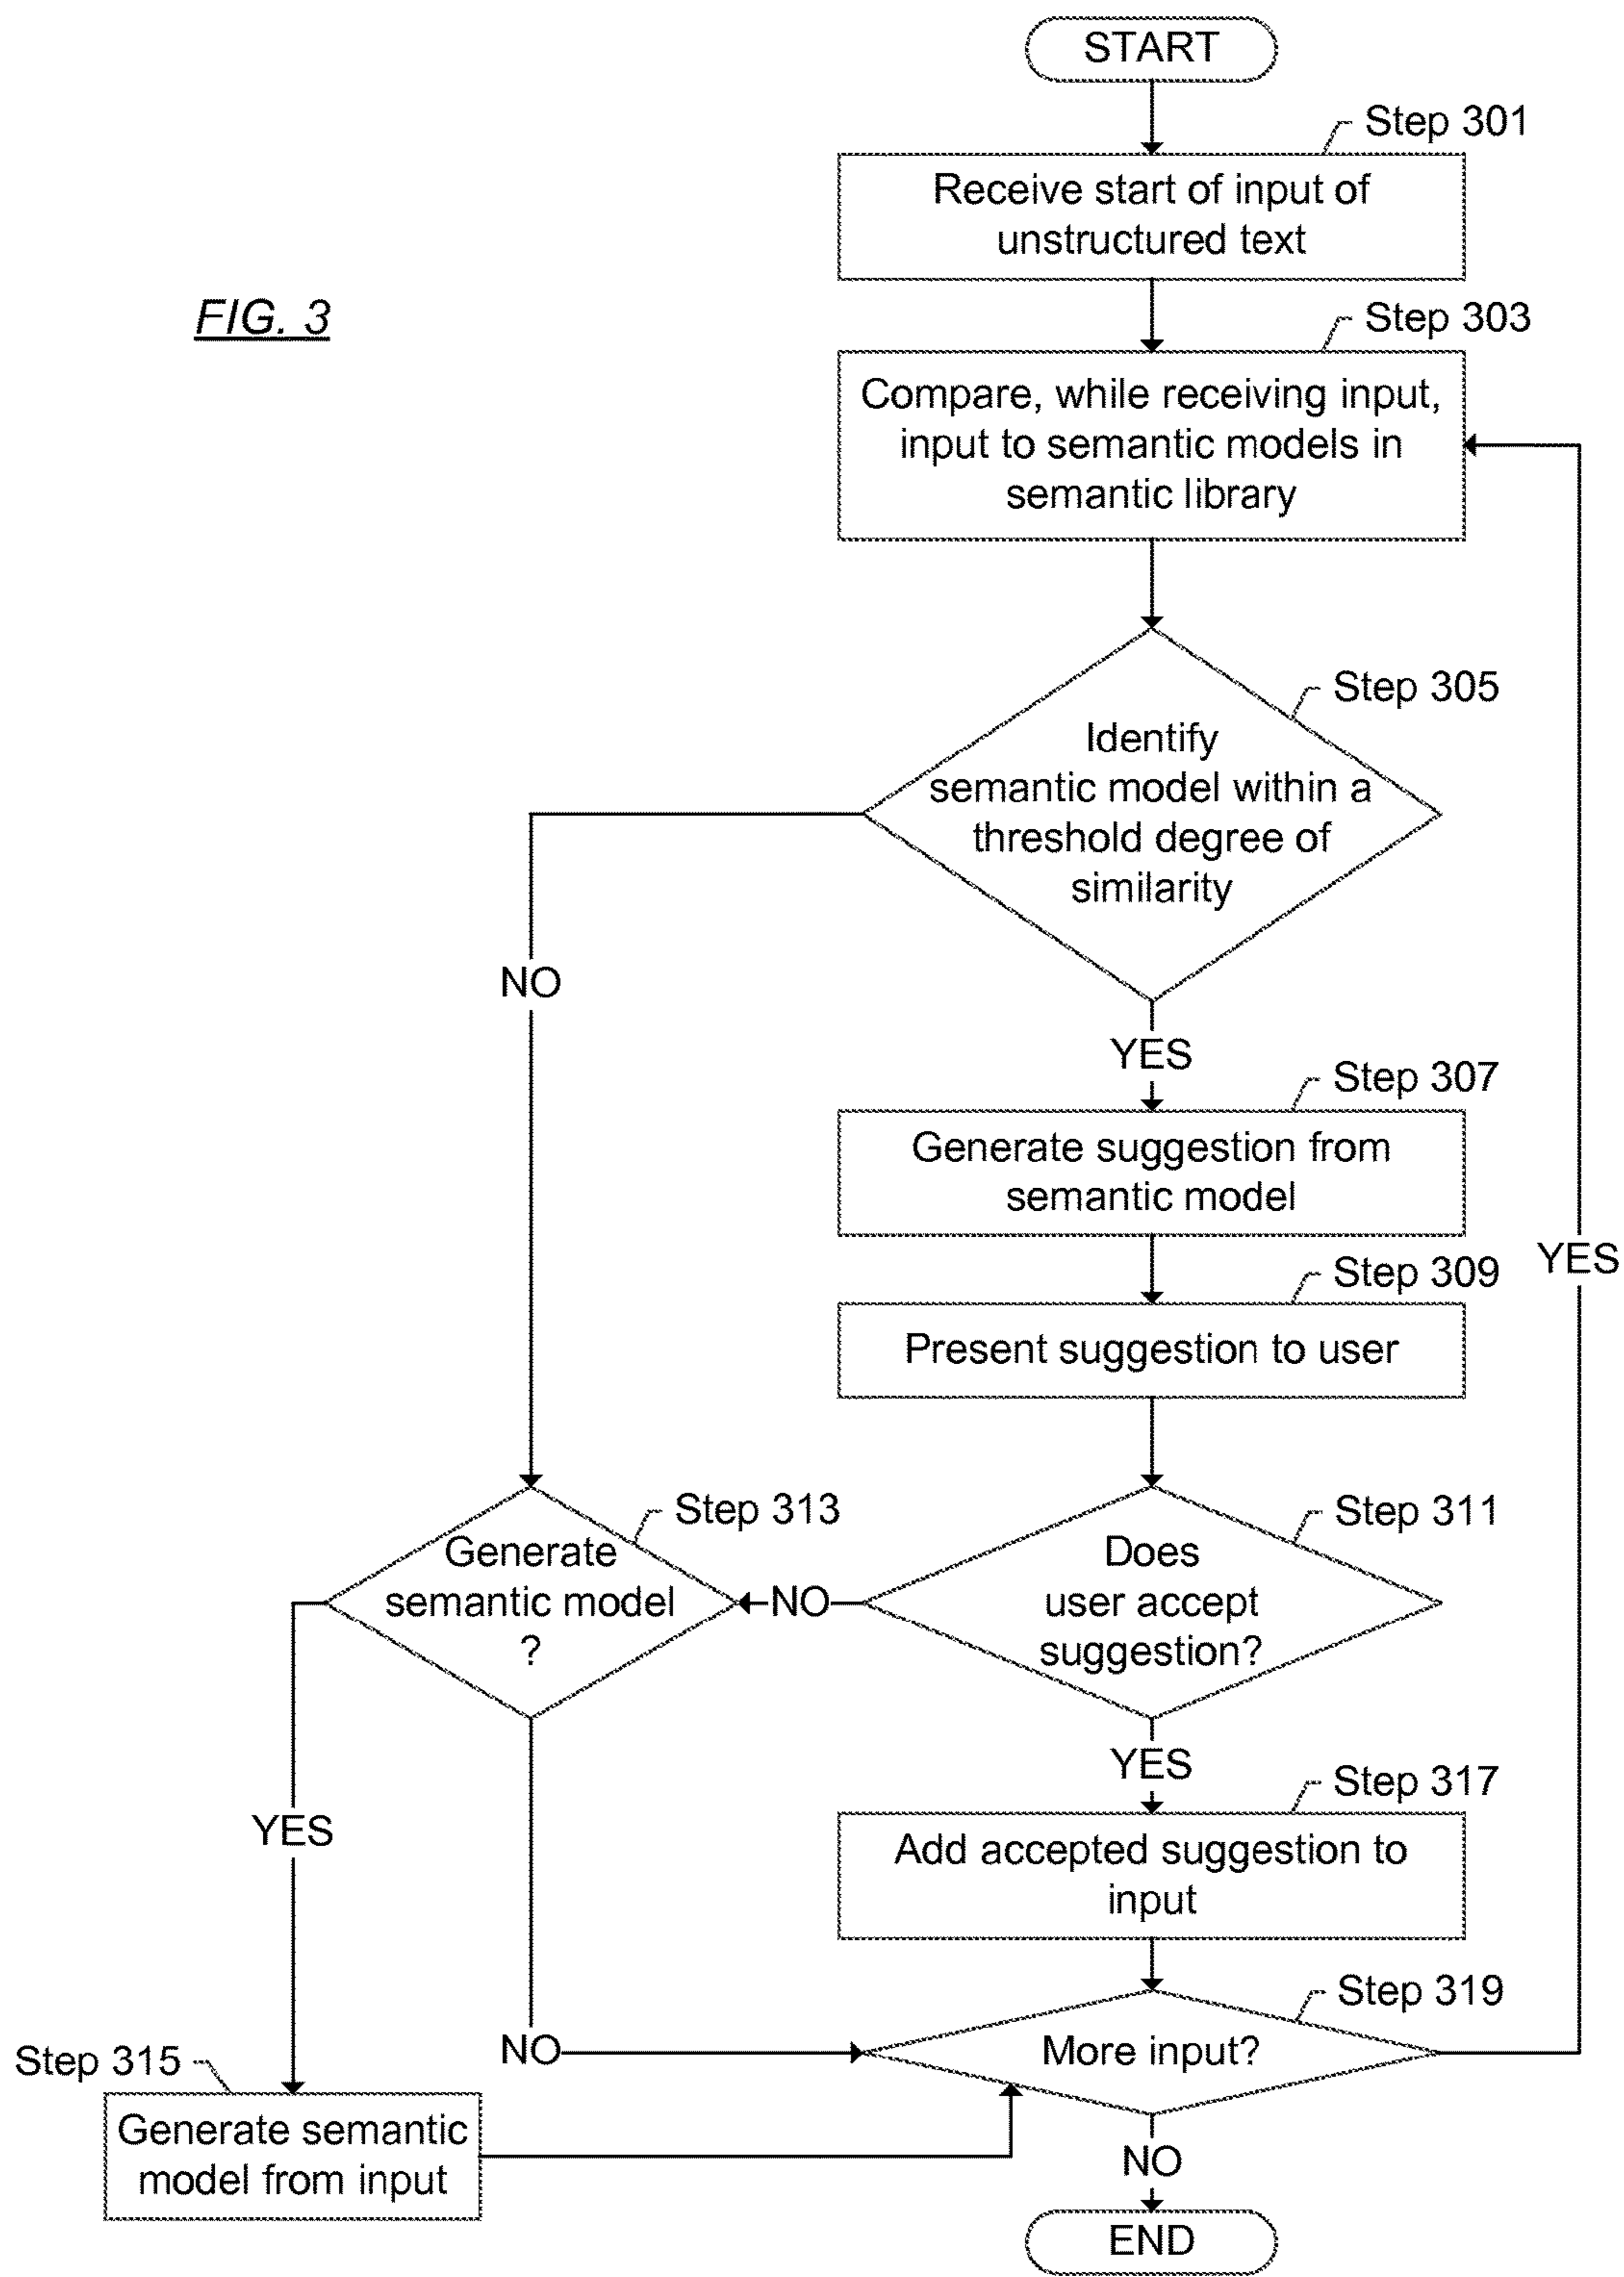 START
Step 301
Receive start of input of
unstructured text
FIG. 3
Step 303
Compare, while receiving input,
input to semantic models in
semantic library
Step 305
Identify
semantic model within a
threshold degree of
similarity
NO
YES
Step 307
Generate suggestion from
semantic model
YES
Step 309
Present suggestion to user
Step 313
Generate
semantic model
?
NO
Step 311
Does
user accept
suggestion?
YES
YES
Step 317
Add accepted suggestion to
input
Step 319
More input?
NO
Step 315
Generate semantic
model from input
NO
END